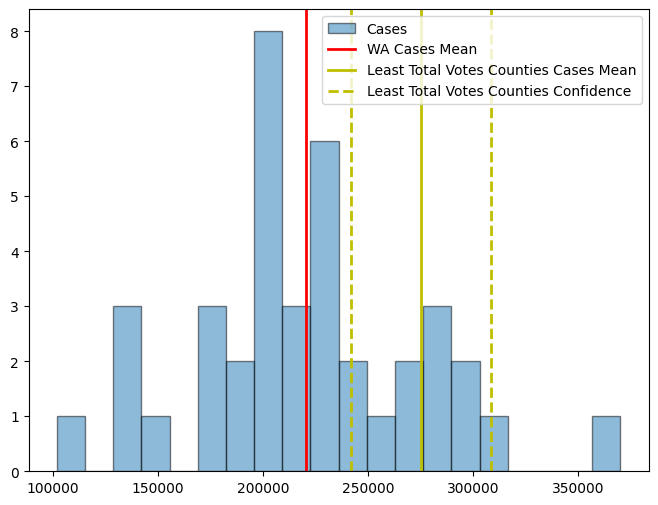 Cases
WA Cases Mean
Least Total Votes Counties Cases Mean
Least Total Votes Counties Confidence
8
7
6
5
4
3
2
1
0
100000 150000 200000 250000 300000 350000